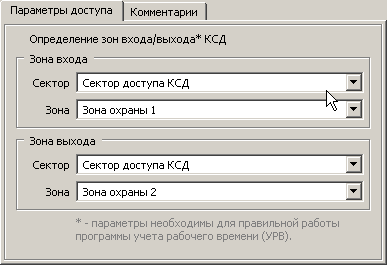 Параметры доступа
Комментарии
Определение зон входа/выхода* КСД
Зона входа
Сектор Сектор доступа КСД
Зона Зона охраны 1
Зона выхода
Сектор Сектор доступа КСД
Зона Зона охраны 2
* - параметры необходимы для правильной работы
программы учета рабочего времени (УРВ).